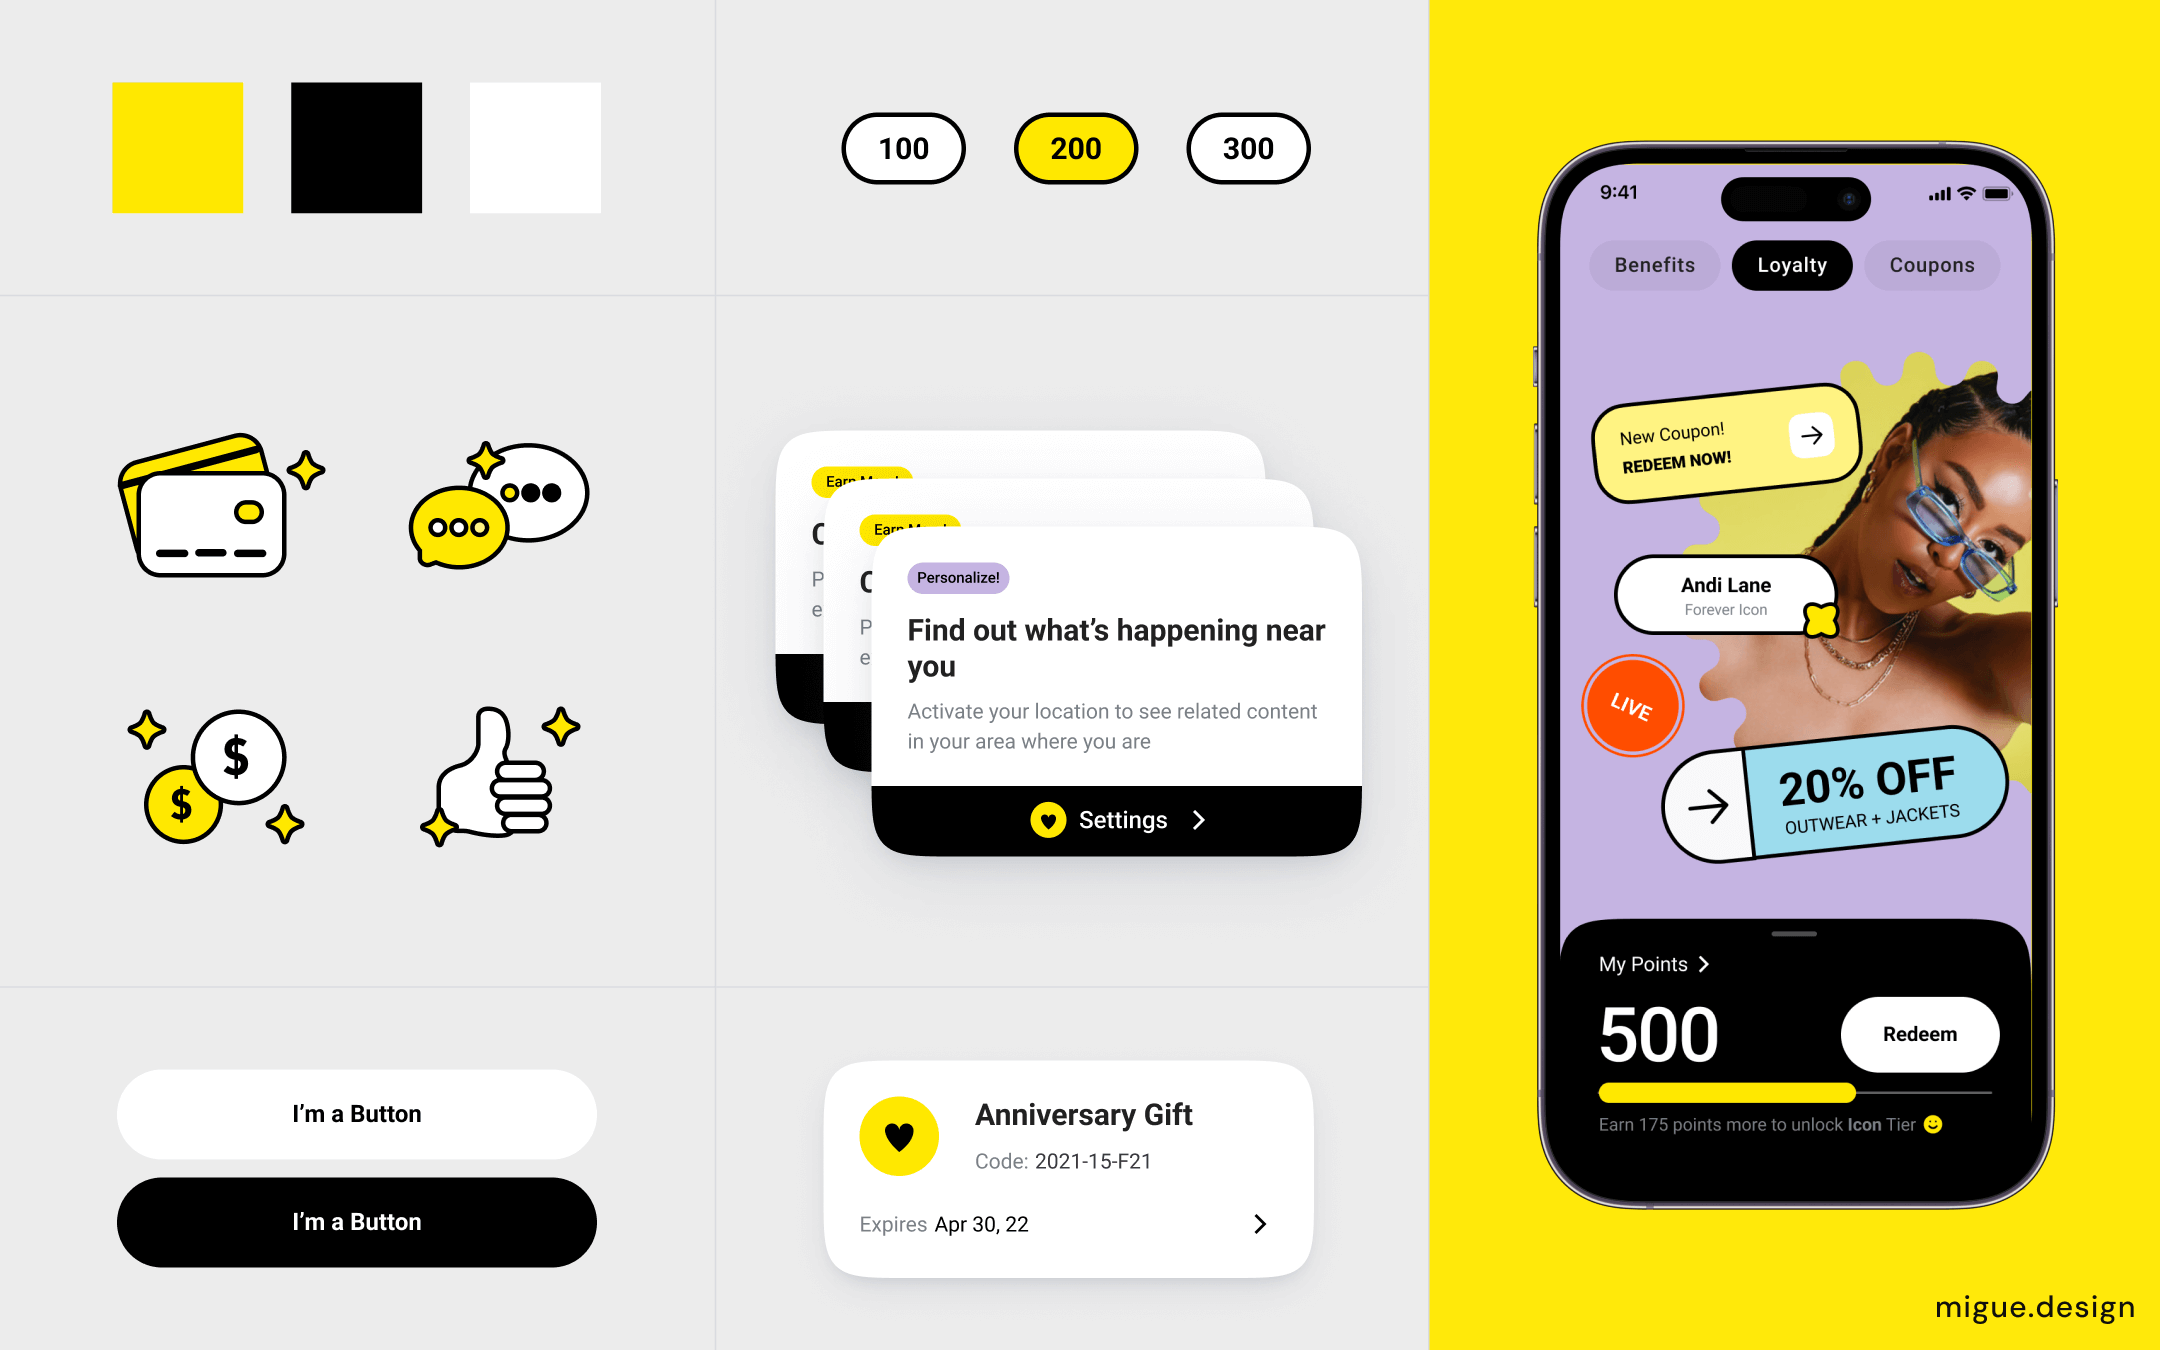 100
200
300
$
$
Earn
Earn
P
e
P
e
Personalize!
Find out what’s happening near
you
Activate your location to see related content
in your area where you are
Settings
I’m a Button
I’m a Button
Anniversary Gift
Code: 2021-15-F21
Expires Apr 30, 22
9:41
Benefits
Loyalty
Coupons
New Coupon!
REDEEM NOW!
Andi Lane
Forever Icon
LIVE
20% OFF
OUTWEAR + JACKETS
My Points
500
Redeem
Earn 175 points more to unlock Icon Tier
migue.design